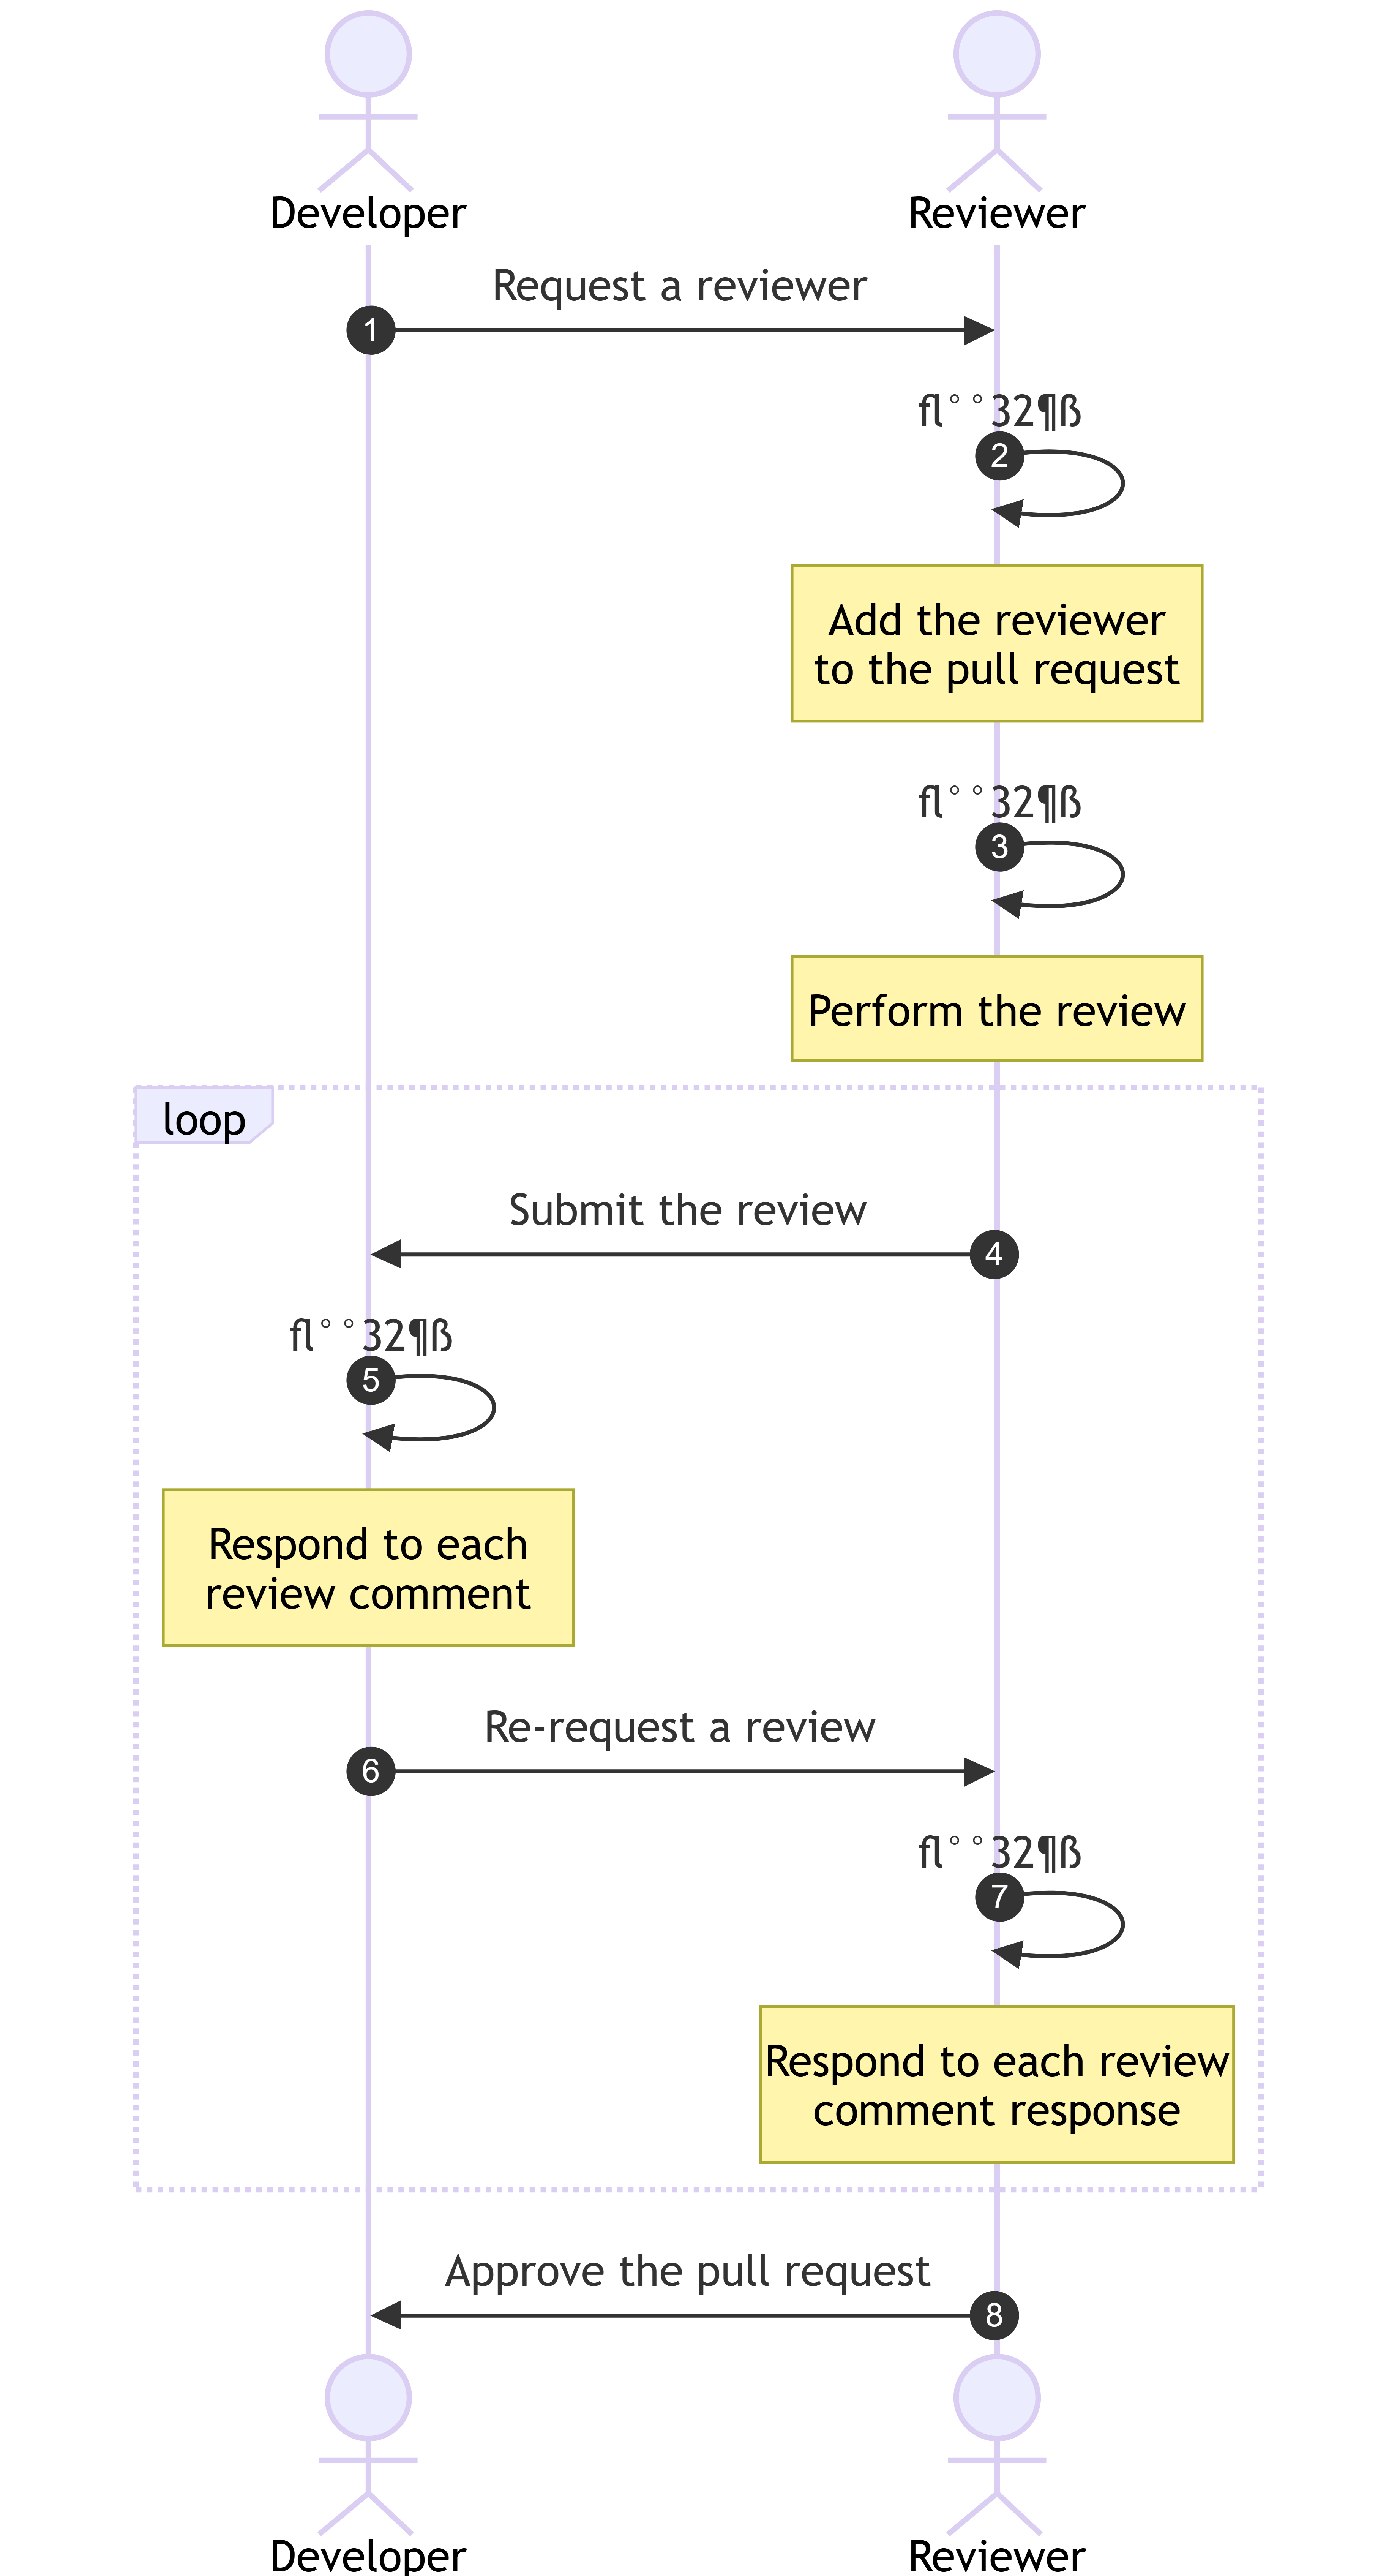 Developer
Reviewer
Request a reviewer
1
fl°°32¶ß
2
Add the reviewer
to the pull request
fl°°32¶ß
3
Perform the review
loop
Submit the review
4
fl°°32¶ß
5
Respond to each
review comment
Re-request a review
6
fl°°32¶ß
7
Respond to each review
comment response
Approve the pull request
8
Developer
Reviewer